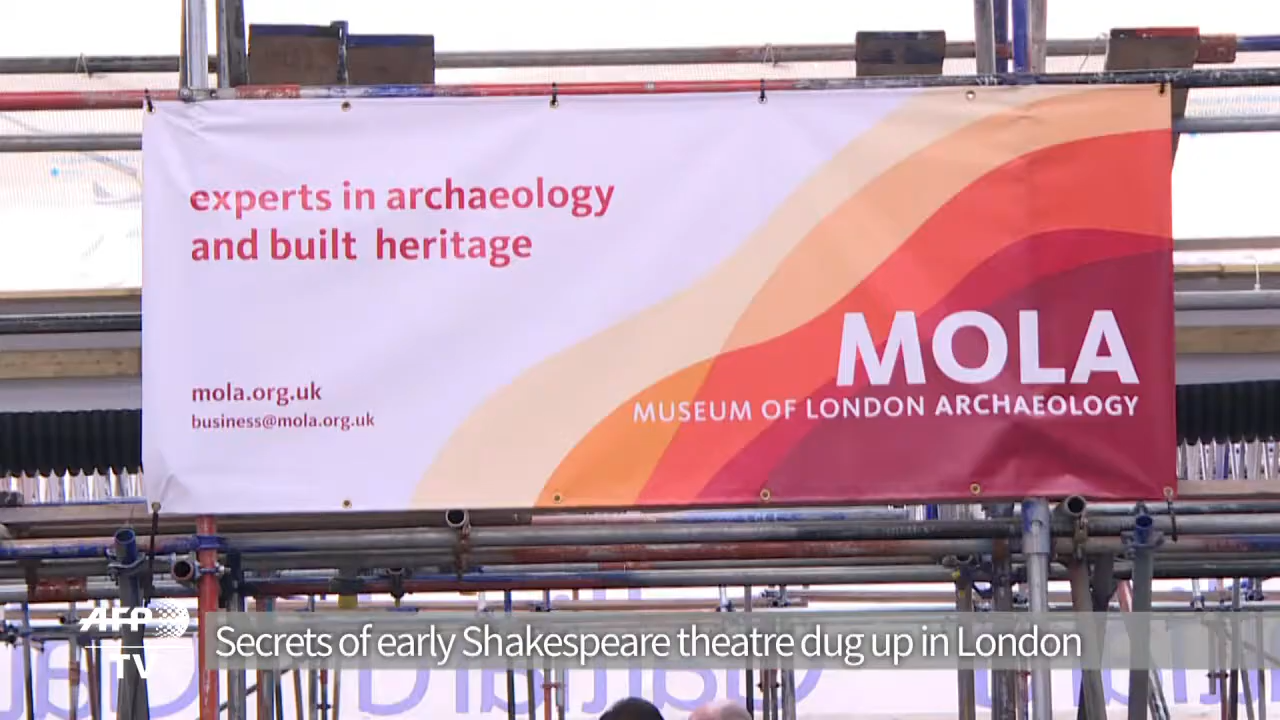 experts in archaeology
and built heritage
mola.org.uk
business@mola.org.uk
MOLA
MUSEUM OF LONDON ARCHAEOLOGY
AFP
TV
Secrets of early Shakespeare theatre dug up in London